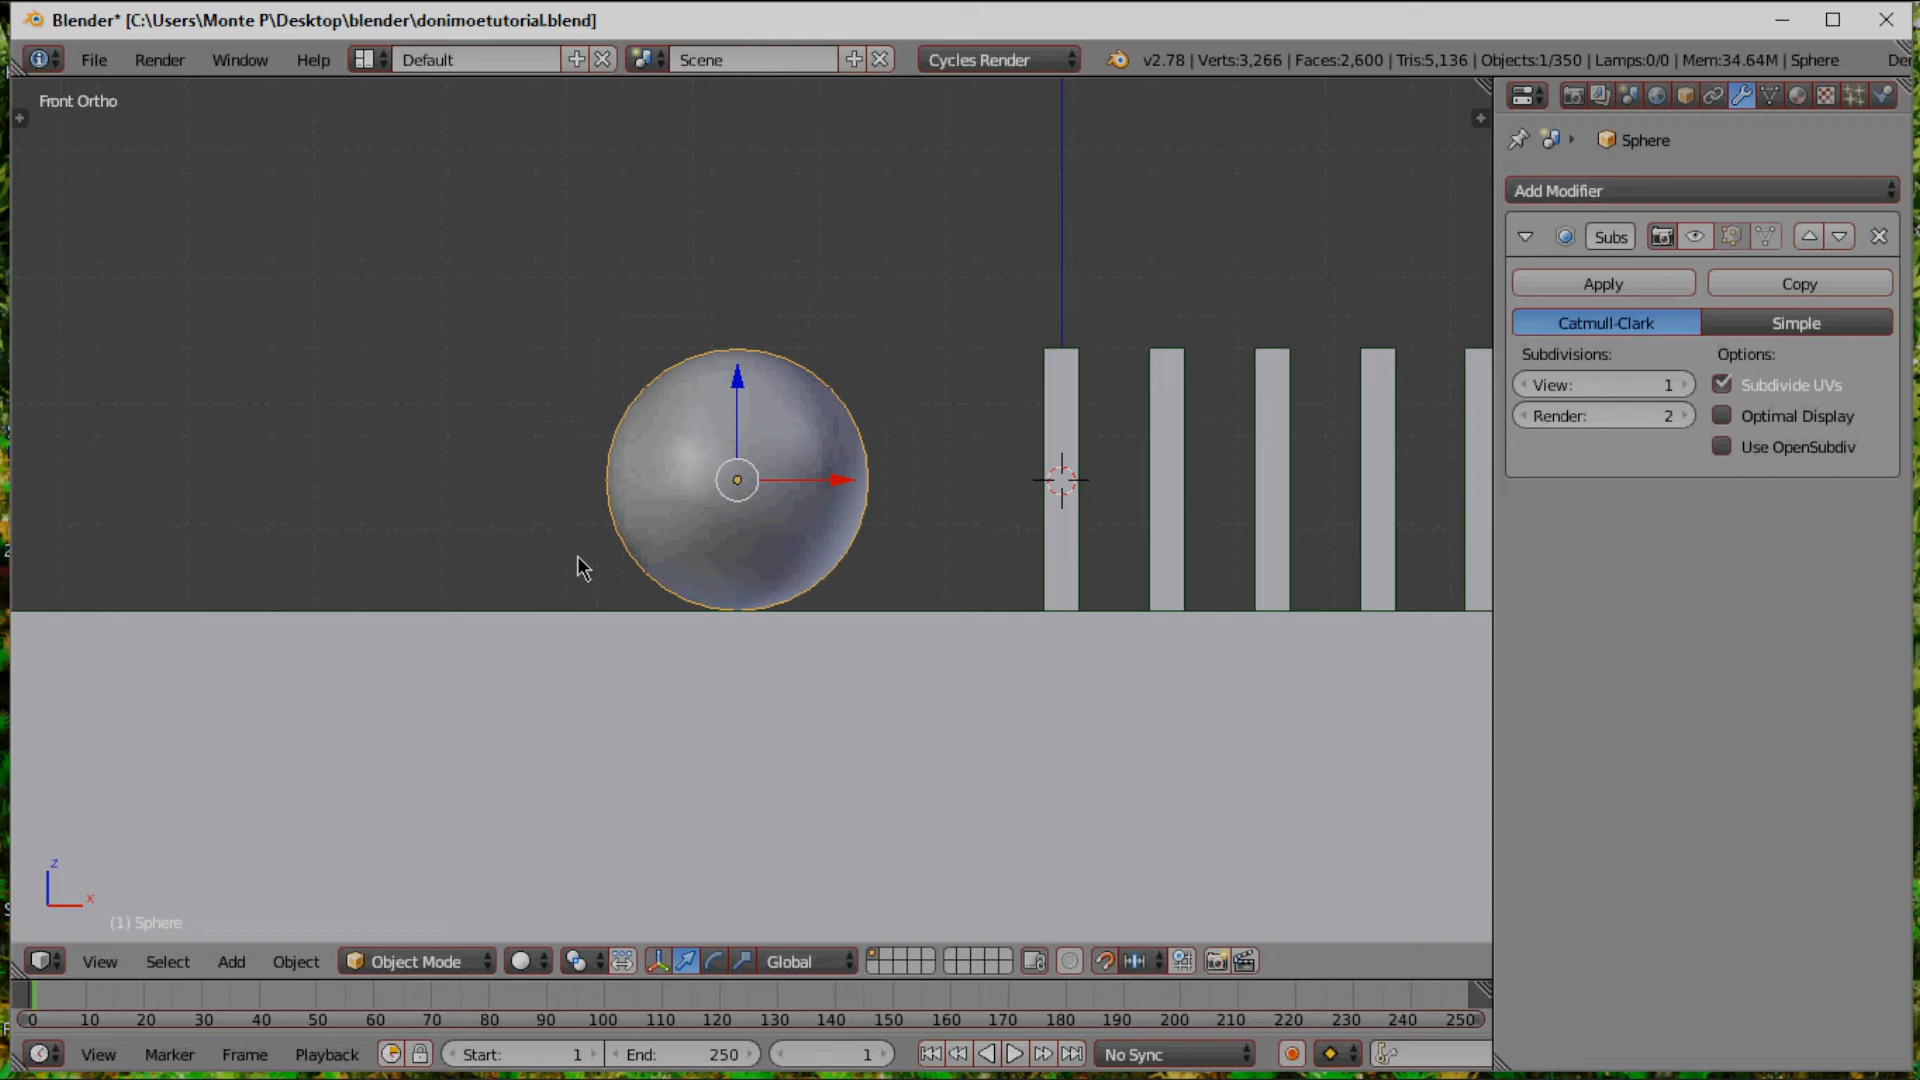 Blender* [C:\Users\Monte P\Desktop\blender\donimoetutorial.blend]
File Render Window Help Default Scene Cycles Render v2.78 | Verts:3,266 | Faces:2,600 | Tris:5,136 | Objects:1/350 | Lamps:0/0 | Mem:34.64M | Sphere Der
Front Ortho
Sphere
Add Modifier
Subs
Apply Copy
Catmull-Clark Simple
Subdivisions: Options:
View: 1 Subdivide UVs
Render: 2 Optimal Display
Use OpenSubdiv
z
x
(1) Sphere
View Select Add Object Object Mode Global
0 10 20 30 40 50 60 70 80 90 100 110 120 130 140 150 160 170 180 190 200 210 220 230 240 250
View Marker Frame Playback Start: 1 End: 250 1 No Sync